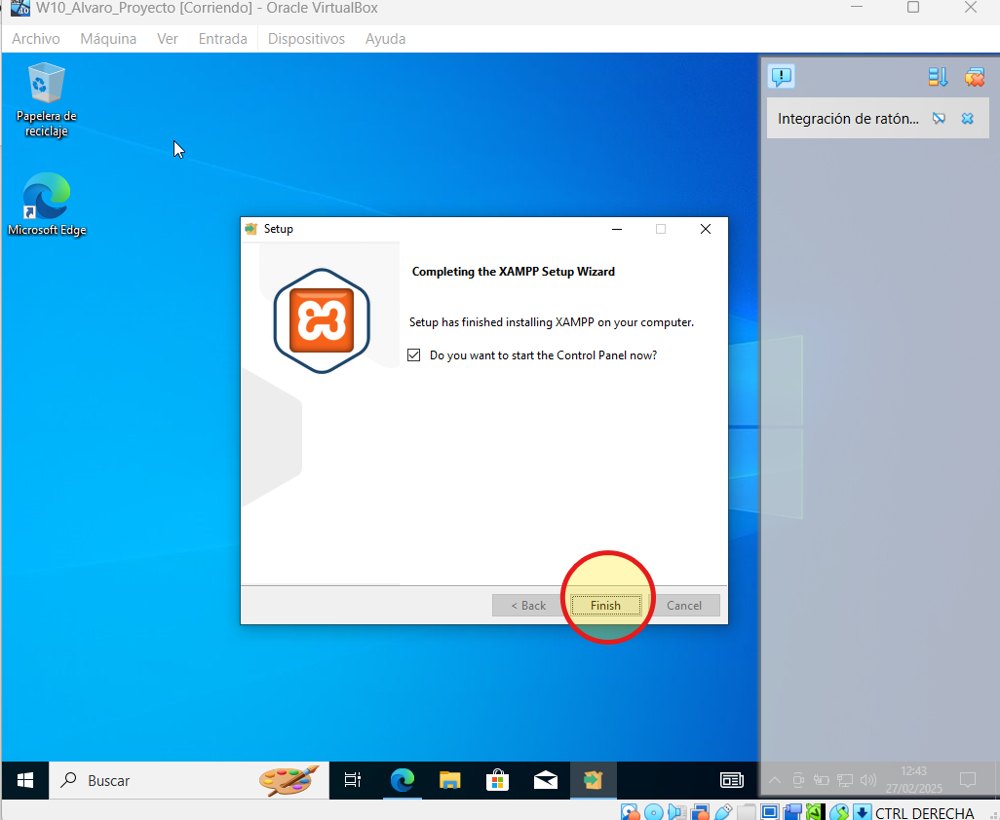 W10_Alvaro_Proyecto [Corriendo] - Oracle VirtualBox
Archivo Máquina Ver Entrada Dispositivos Ayuda
Papelera de
reciclaje
Microsoft Edge
Integración de ratón...
Setup
Completing the XAMPP Setup Wizard
Setup has finished installing XAMPP on your computer.
Do you want to start the Control Panel now?
< Back Finish Cancel
Buscar
12:43
27/02/2025
CTRL DERECHA